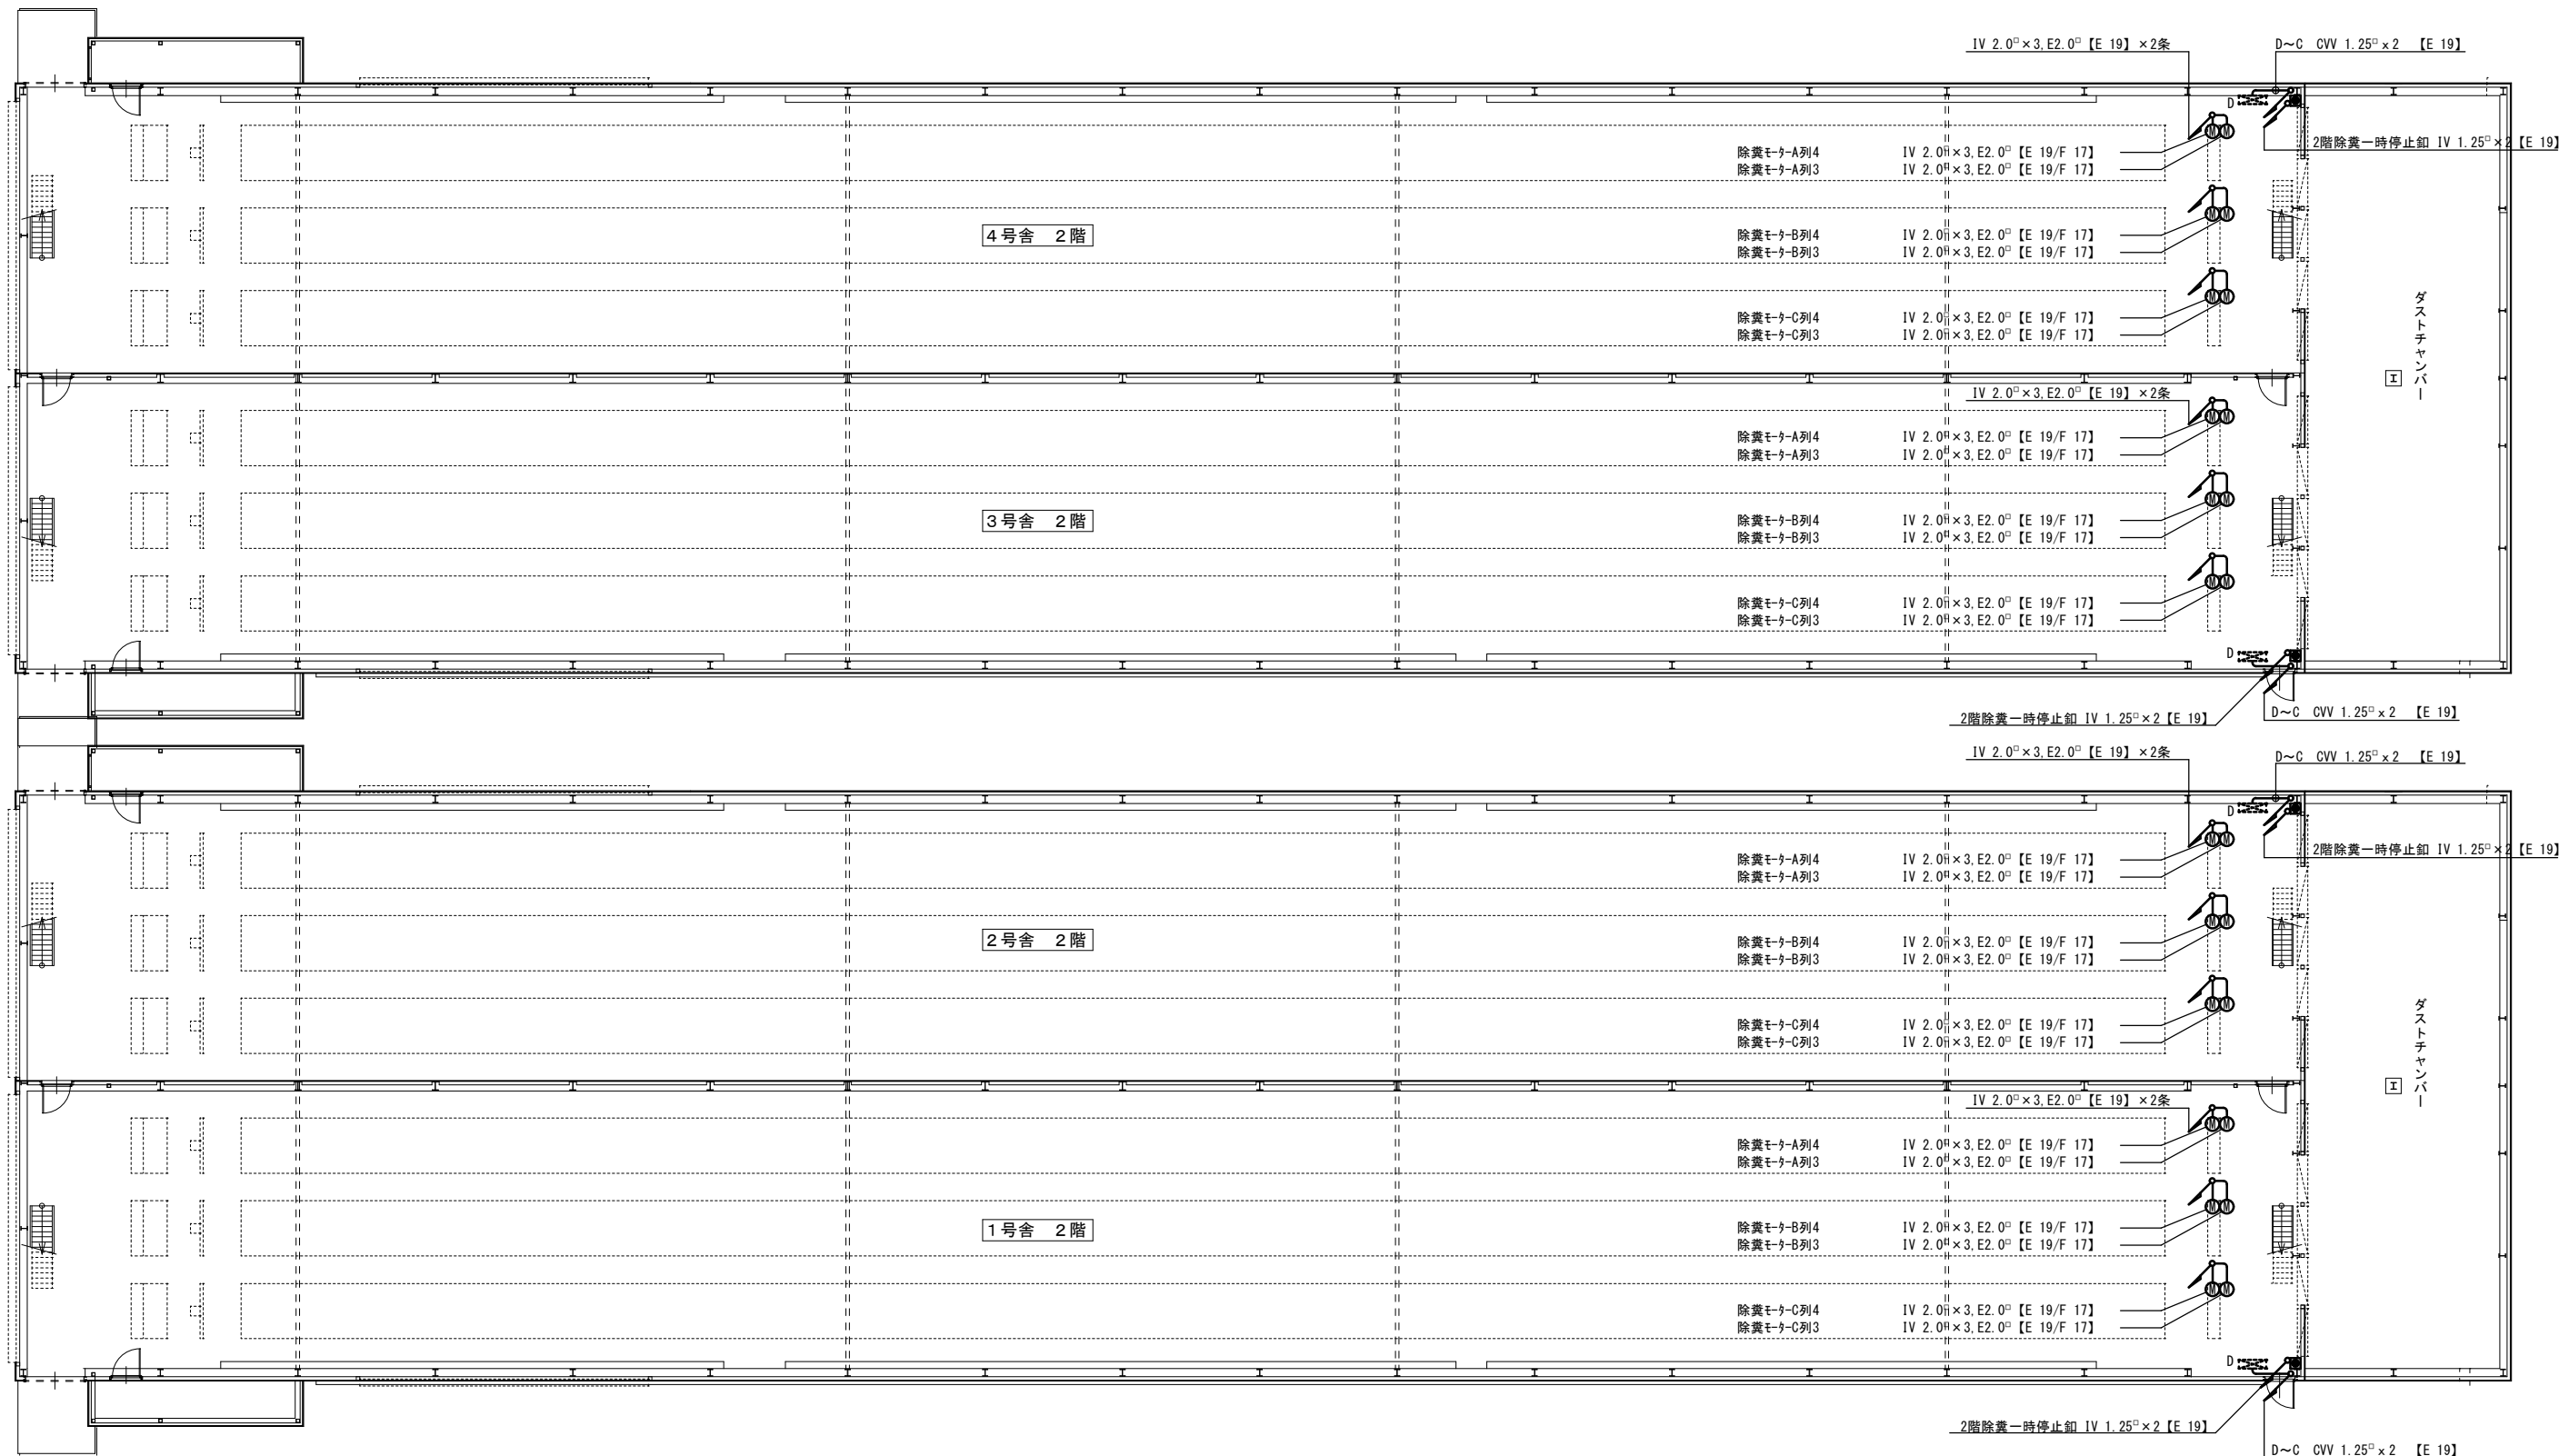 IV 2.0□×3,E2.0□【E 19】×2条
D~C CVV 1.25□x2 【E 19】
D
2階除糞一時停止釦 IV 1.25□×2【E 19】
除糞モーターA列4 IV 2.0□×3,E2.0□【E 19/F 17】
除糞モーターA列3 IV 2.0□×3,E2.0□【E 19/F 17】
4号舎 2階
除糞モーターB列4 IV 2.0□×3,E2.0□【E 19/F 17】
除糞モーターB列3 IV 2.0□×3,E2.0□【E 19/F 17】
除糞モーターC列4 IV 2.0□×3,E2.0□【E 19/F 17】
除糞モーターC列3 IV 2.0□×3,E2.0□【E 19/F 17】
ダストチャンバー
エ
IV 2.0□×3,E2.0□【E 19】×2条
除糞モーターA列4 IV 2.0□×3,E2.0□【E 19/F 17】
除糞モーターA列3 IV 2.0□×3,E2.0□【E 19/F 17】
3号舎 2階
除糞モーターB列4 IV 2.0□×3,E2.0□【E 19/F 17】
除糞モーターB列3 IV 2.0□×3,E2.0□【E 19/F 17】
除糞モーターC列4 IV 2.0□×3,E2.0□【E 19/F 17】
除糞モーターC列3 IV 2.0□×3,E2.0□【E 19/F 17】
D
2階除糞一時停止釦 IV 1.25□×2【E 19】
D~C CVV 1.25□x2 【E 19】
IV 2.0□×3,E2.0□【E 19】×2条
D~C CVV 1.25□x2 【E 19】
D
2階除糞一時停止釦 IV 1.25□×2【E 19】
除糞モーターA列4 IV 2.0□×3,E2.0□【E 19/F 17】
除糞モーターA列3 IV 2.0□×3,E2.0□【E 19/F 17】
2号舎 2階
除糞モーターB列4 IV 2.0□×3,E2.0□【E 19/F 17】
除糞モーターB列3 IV 2.0□×3,E2.0□【E 19/F 17】
除糞モーターC列4 IV 2.0□×3,E2.0□【E 19/F 17】
除糞モーターC列3 IV 2.0□×3,E2.0□【E 19/F 17】
ダストチャンバー
エ
IV 2.0□×3,E2.0□【E 19】×2条
除糞モーターA列4 IV 2.0□×3,E2.0□【E 19/F 17】
除糞モーターA列3 IV 2.0□×3,E2.0□【E 19/F 17】
1号舎 2階
除糞モーターB列4 IV 2.0□×3,E2.0□【E 19/F 17】
除糞モーターB列3 IV 2.0□×3,E2.0□【E 19/F 17】
除糞モーターC列4 IV 2.0□×3,E2.0□【E 19/F 17】
除糞モーターC列3 IV 2.0□×3,E2.0□【E 19/F 17】
D
2階除糞一時停止釦 IV 1.25□×2【E 19】
D~C CVV 1.25□x2 【E 19】